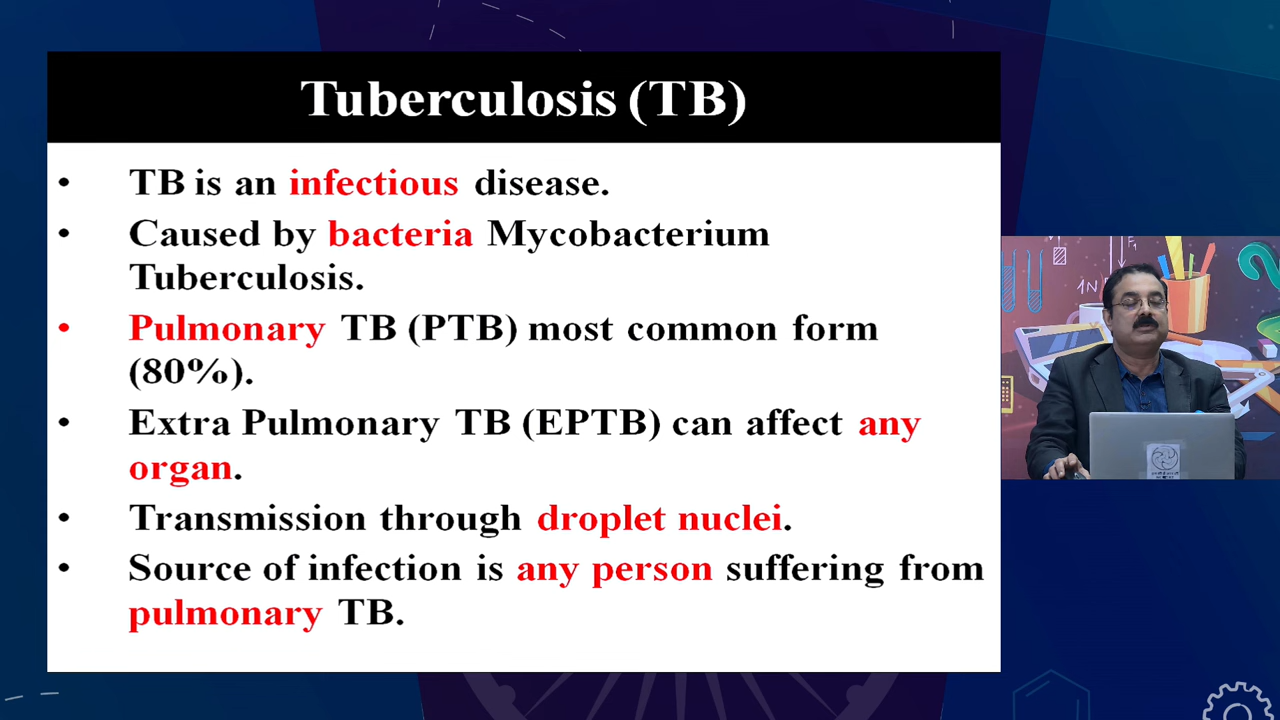 Tuberculosis (TB)
• TB is an infectious disease.
• Caused by bacteria Mycobacterium
Tuberculosis.
• Pulmonary TB (PTB) most common form
(80%).
• Extra Pulmonary TB (EPTB) can affect any
organ.
• Transmission through droplet nuclei.
• Source of infection is any person suffering from
pulmonary TB.